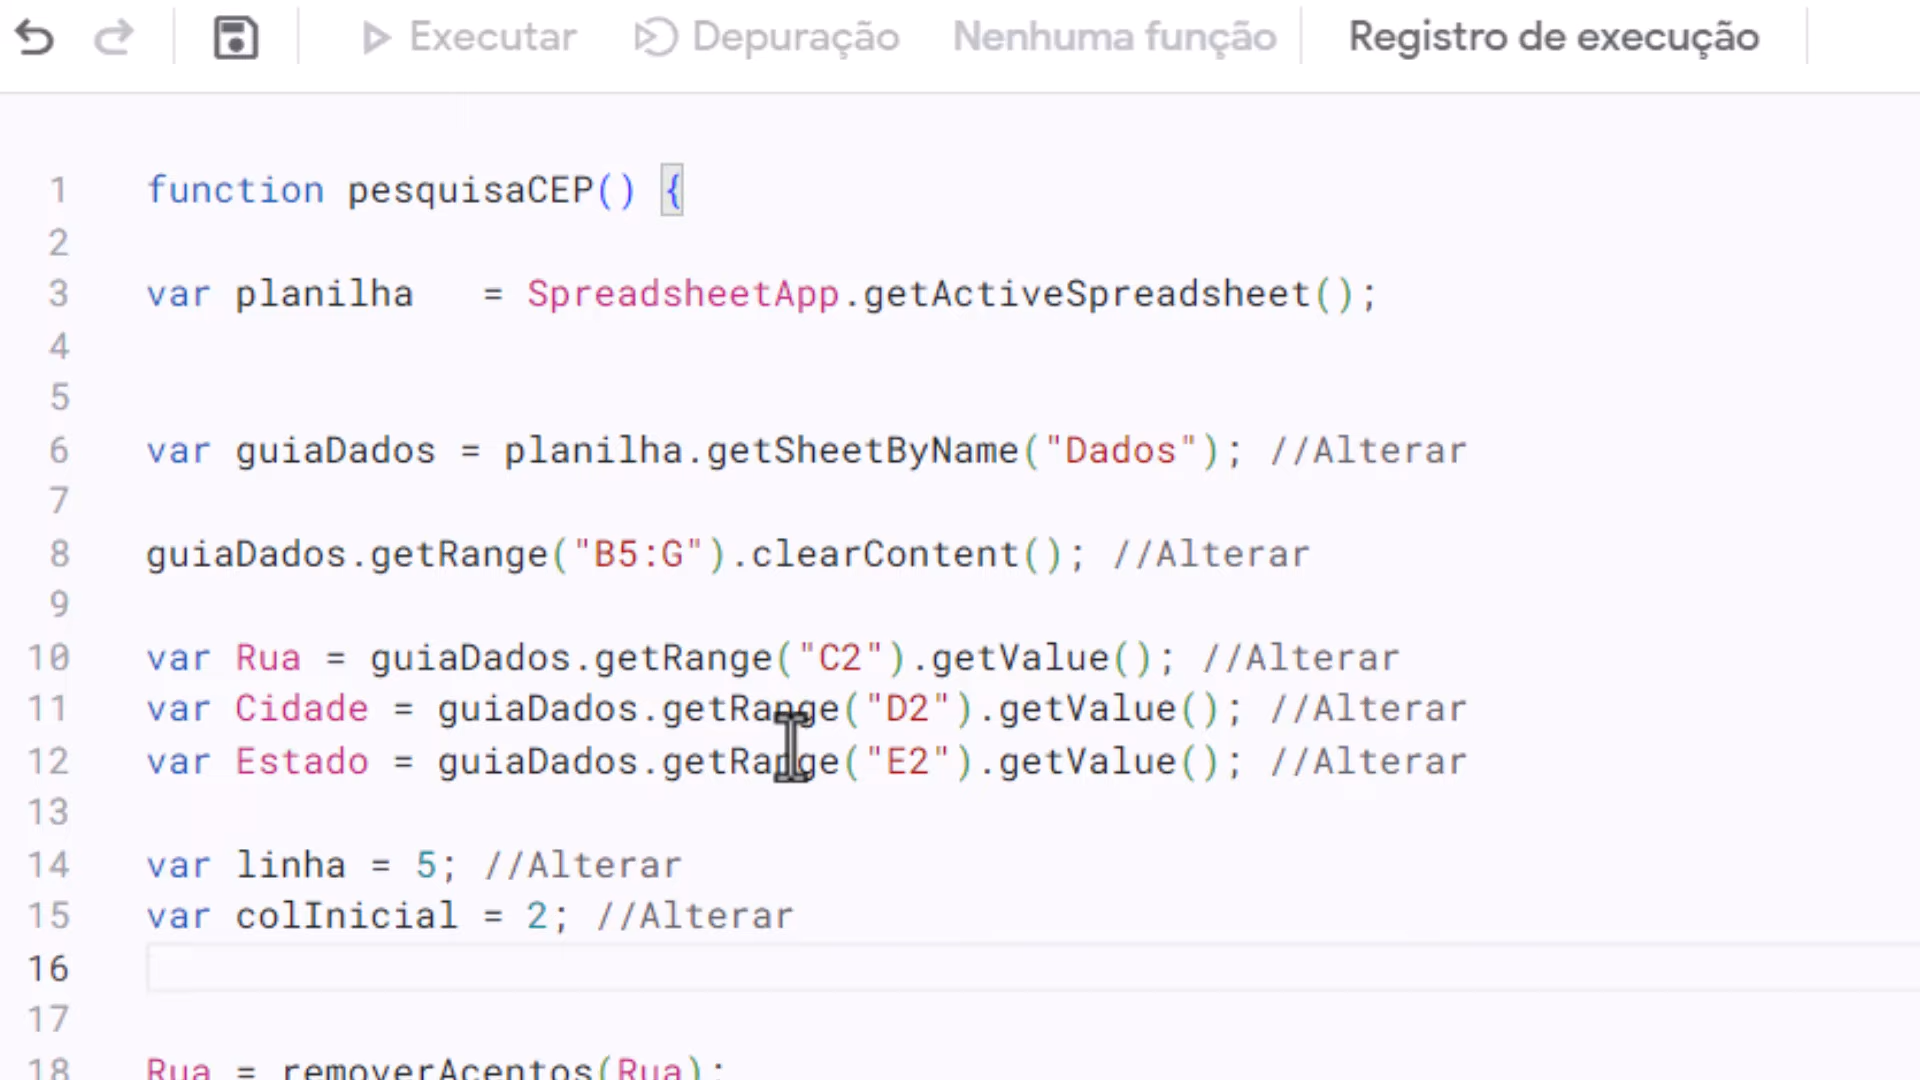 Executar Depuração Nenhuma função Registro de execução
1 function pesquisaCEP() {
2
3 var planilha   = SpreadsheetApp.getActiveSpreadsheet();
4
5
6 var guiaDados = planilha.getSheetByName("Dados"); //Alterar
7
8 guiaDados.getRange("B5:G").clearContent(); //Alterar
9
10 var Rua = guiaDados.getRange("C2").getValue(); //Alterar
11 var Cidade = guiaDados.getRange("D2").getValue(); //Alterar
12 var Estado = guiaDados.getRange("E2").getValue(); //Alterar
13
14 var linha = 5; //Alterar
15 var colInicial = 2; //Alterar
16
17
18 Rua = removerAcentos(Rua);